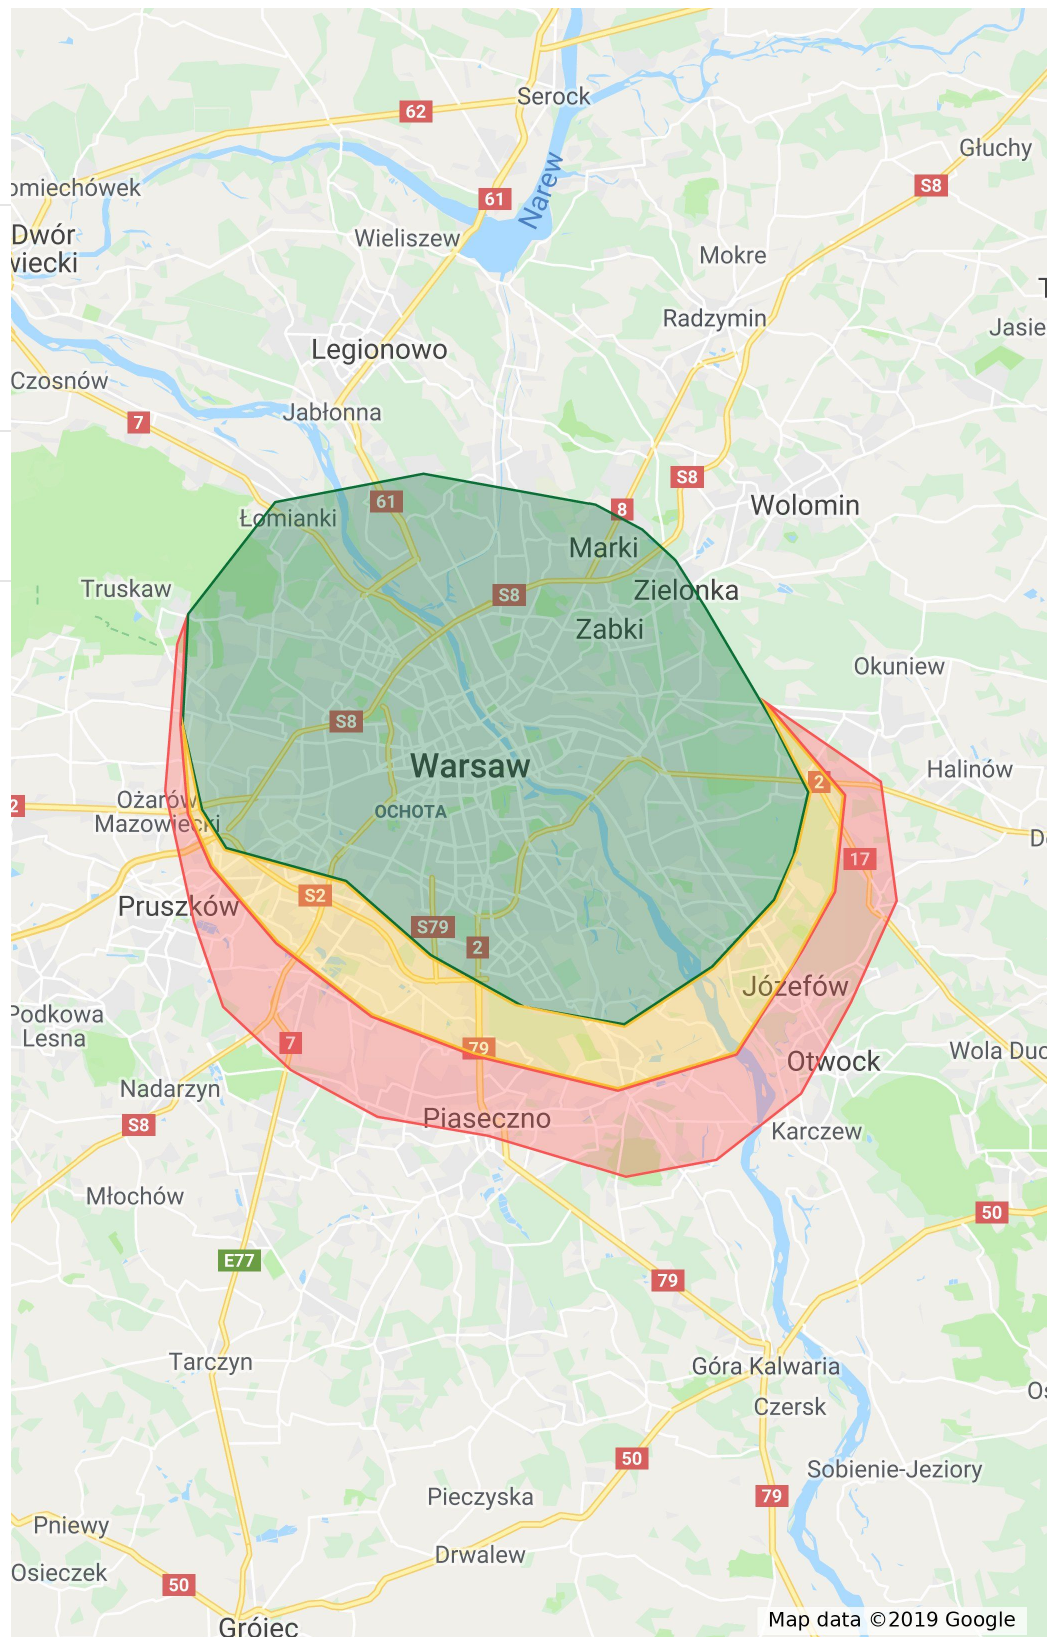 Serock
62
Głuchy
omiechówek
S8
61
Narew
Dwór
wiecki
Wieliszew
Mokre
Radzymin
Jasie
Legionowo
Czosnów
Jabłonna
7
S8
61
Wolomin
8
Łomianki
Marki
Truskaw
S8
Zielonka
Zabki
Okuniew
S8
Warsaw
Halinów
2
Ożarów
Mazowiecki
2
OCHOTA
17
S2
Pruszków
S79
2
Józefów
Podkowa
Lesna
7
79
Wola Duc
Otwock
Nadarzyn
Piaseczno
S8
Karczew
Młochów
50
E77
79
Tarczyn
Góra Kalwaria
Czersk
50
Sobienie-Jeziory
Pieczyska
79
Pniewy
Drwalew
Osieczek
50
Grójec
Map data ©2019 Google